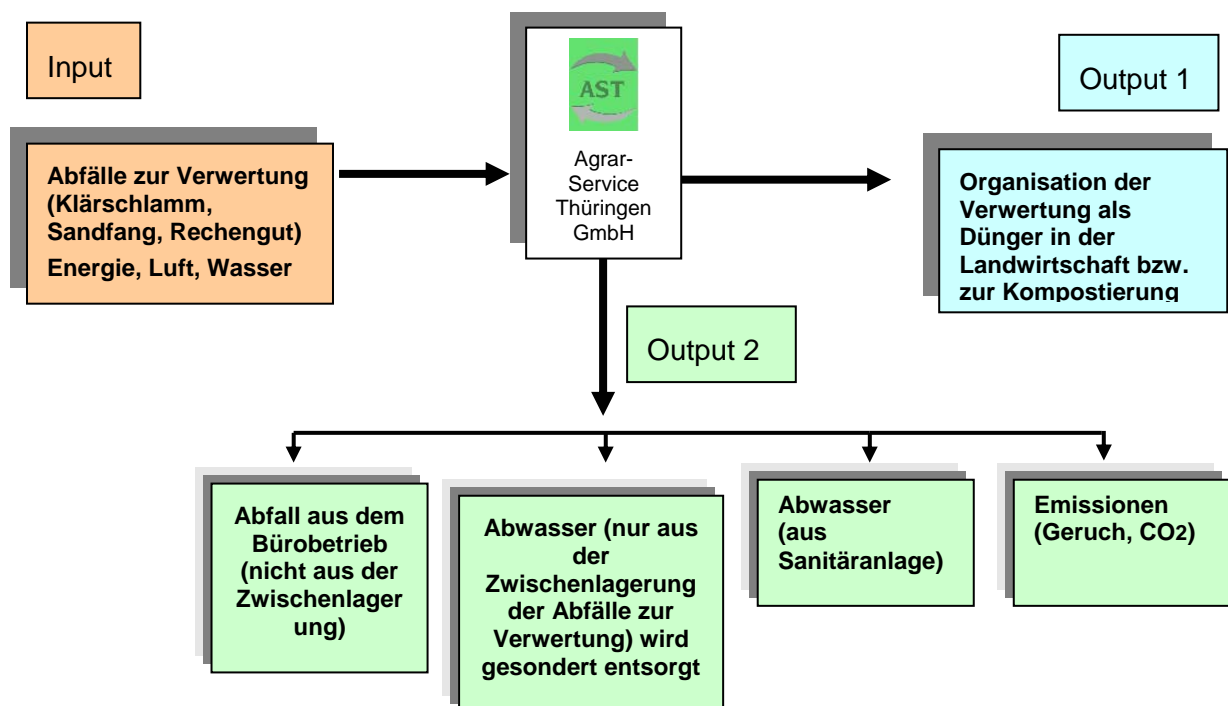 Input
Abfälle zur Verwertung
(Klärschlamm,
Sandfang, Rechengut)
Energie, Luft, Wasser
AST
Agrar-
Service
Thüringen
GmbH
Output 1
Organisation der
Verwertung als
Dünger in der
Landwirtschaft bzw.
zur Kompostierung
Output 2
Abfall aus dem
Bürobetrieb
(nicht aus der
Zwischenlager
ung)
Abwasser (nur aus
der
Zwischenlagerung
der Abfälle zur
Verwertung) wird
gesondert entsorgt
Abwasser
(aus
Sanitäranlage)
Emissionen
(Geruch, CO2)